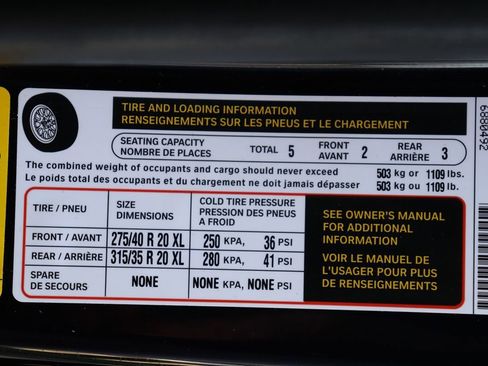 TIRE AND LOADING INFORMATION
RENSEIGNEMENTS SUR LES PNEUS ET LE CHARGEMENT
SEATING CAPACITY
NOMBRE DE PLACES
TOTAL 5
FRONT
AVANT 2
REAR
ARRIÈRE 3
The combined weight of occupants and cargo should never exceed 503 kg or 1109 lbs.
Le poids total des occupants et du chargement ne doit jamais dépasser 503 kg ou 1109 lb.
TIRE / PNEU
SIZE
DIMENSIONS
COLD TIRE PRESSURE
PRESSION DES PNEUS
A FROID
FRONT / AVANT 275/40 R 20 XL 250 KPA, 36 PSI
REAR / ARRIÈRE 315/35 R 20 XL 280 KPA, 41 PSI
SPARE
DE SECOURS
NONE NONE KPA, NONE PSI
SEE OWNER'S MANUAL
FOR ADDITIONAL
INFORMATION
VOIR LE MANUEL DE
L'USAGER POUR PLUS
DE RENSEIGNEMENTS
6880492